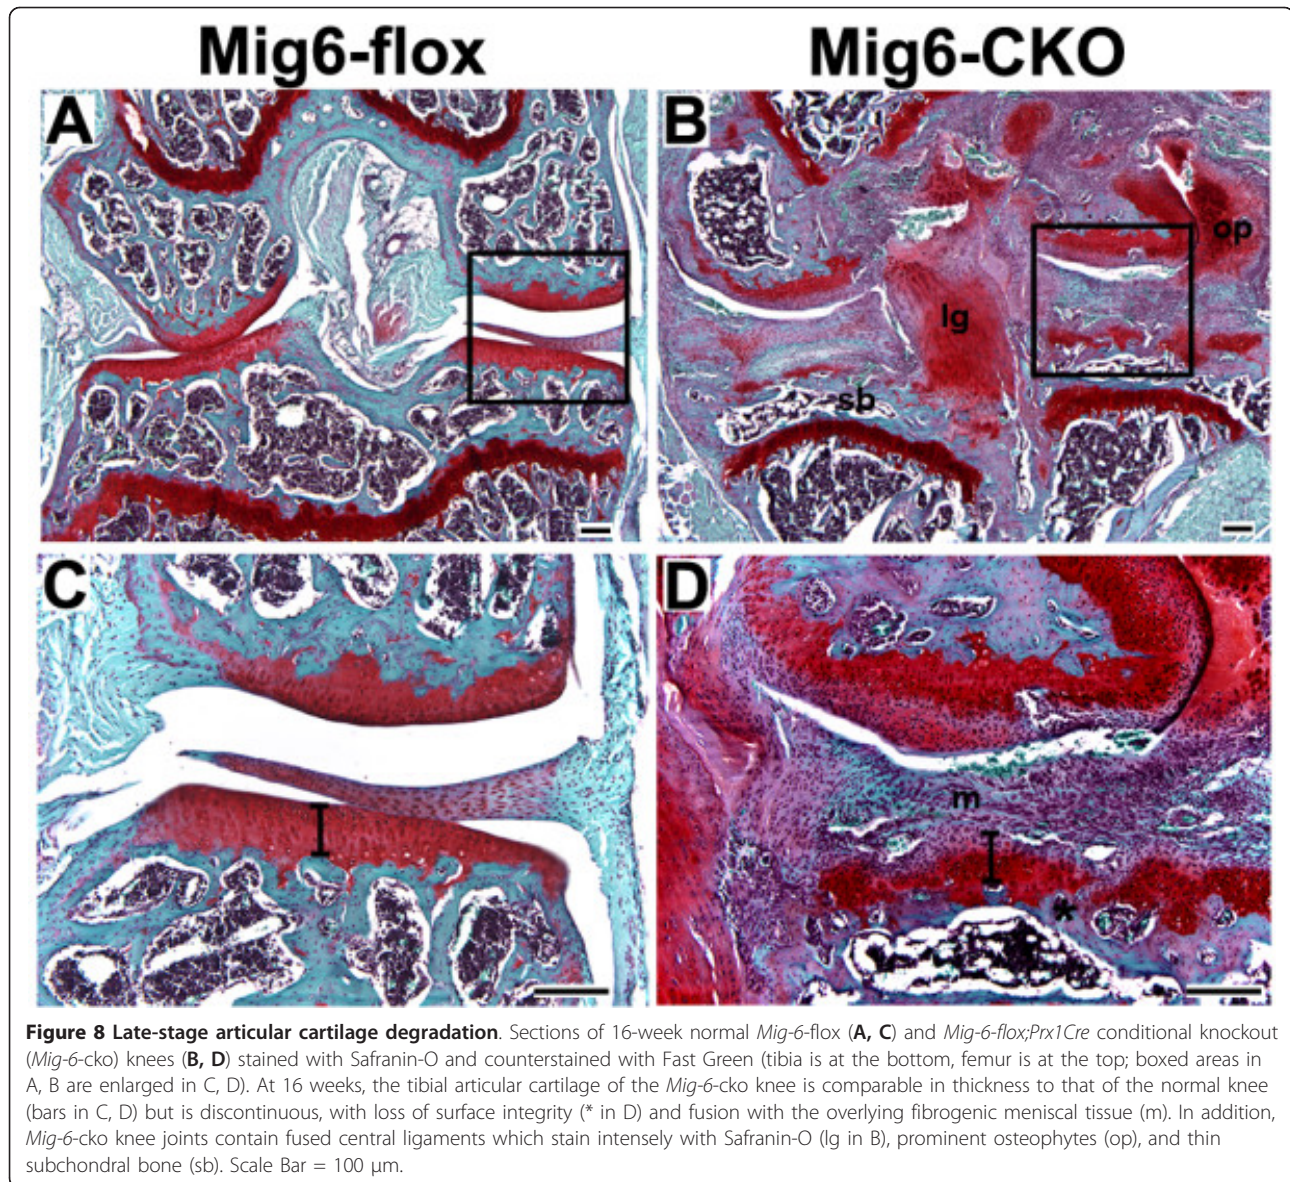 Mig6-flox
Mig6-CKO
A
B
op
lg
sb
C
D
m
*
Figure 8 Late-stage articular cartilage degradation. Sections of 16-week normal Mig-6-flox (A, C) and Mig-6-flox;Prx1Cre conditional knockout
(Mig-6-cko) knees (B, D) stained with Safranin-O and counterstained with Fast Green (tibia is at the bottom, femur is at the top; boxed areas in
A, B are enlarged in C, D). At 16 weeks, the tibial articular cartilage of the Mig-6-cko knee is comparable in thickness to that of the normal knee
(bars in C, D) but is discontinuous, with loss of surface integrity (* in D) and fusion with the overlying fibrogenic meniscal tissue (m). In addition,
Mig-6-cko knee joints contain fused central ligaments which stain intensely with Safranin-O (lg in B), prominent osteophytes (op), and thin
subchondral bone (sb). Scale Bar = 100 μm.